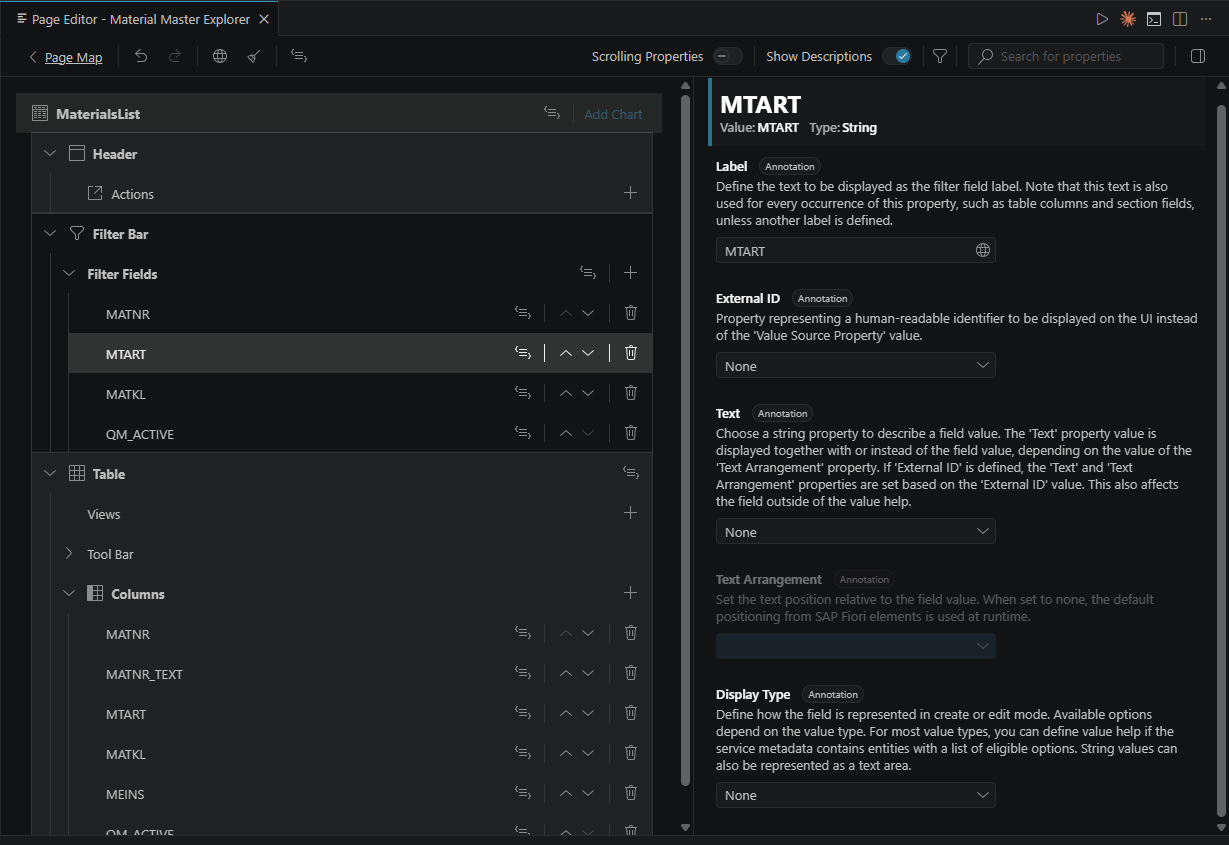 Page Editor - Material Master Explorer
Page Map
Scrolling Properties
Show Descriptions
Search for properties
MaterialsList
Add Chart
Header
Actions
Filter Bar
Filter Fields
MATNR
MTART
MATKL
QM_ACTIVE
Table
Views
Tool Bar
Columns
MATNR
MATNR_TEXT
MTART
MATKL
MEINS
QM_ACTIVE
MTART
Value: MTART Type: String
Label Annotation
Define the text to be displayed as the filter field label. Note that this text is also
used for every occurrence of this property, such as table columns and section fields,
unless another label is defined.
MTART
External ID Annotation
Property representing a human-readable identifier to be displayed on the UI instead
of the 'Value Source Property' value.
None
Text Annotation
Choose a string property to describe a field value. The 'Text' property value is
displayed together with or instead of the field value, depending on the value of the
'Text Arrangement' property. If 'External ID' is defined, the 'Text' and 'Text
Arrangement' properties are set based on the 'External ID' value. This also affects
the field outside of the value help.
None
Text Arrangement Annotation
Set the text position relative to the field value. When set to none, the default
positioning from SAP Fiori elements is used at runtime.
Display Type Annotation
Define how the field is represented in create or edit mode. Available options
depend on the value type. For most value types, you can define value help if the
service metadata contains entities with a list of eligible options. String values can
also be represented as a text area.
None